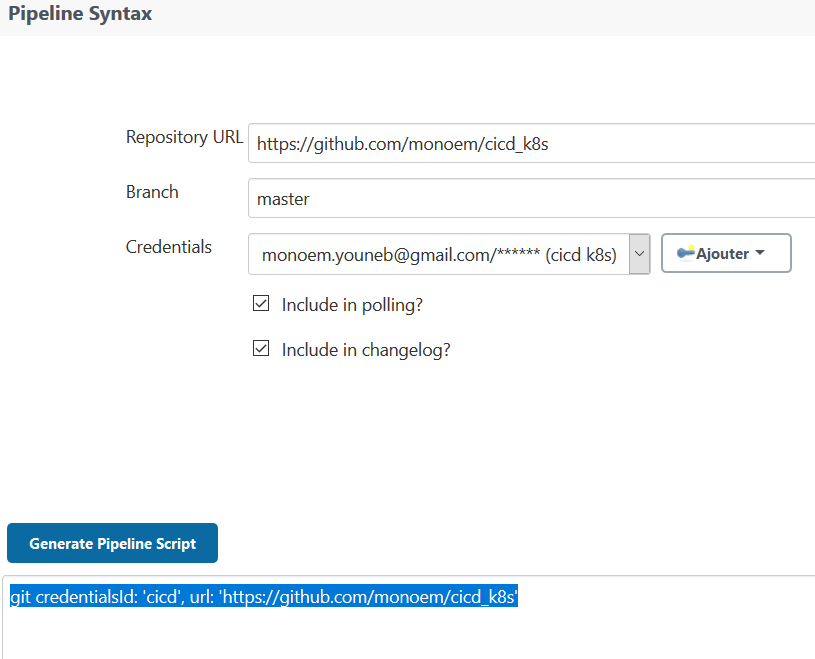 Pipeline Syntax
Repository URL https://github.com/monoem/cicd_k8s
Branch master
Credentials monoem.youneb@gmail.com/****** (cicd k8s) Ajouter
Include in polling?
Include in changelog?
Generate Pipeline Script
git credentialsId: 'cicd', url: 'https://github.com/monoem/cicd_k8s'